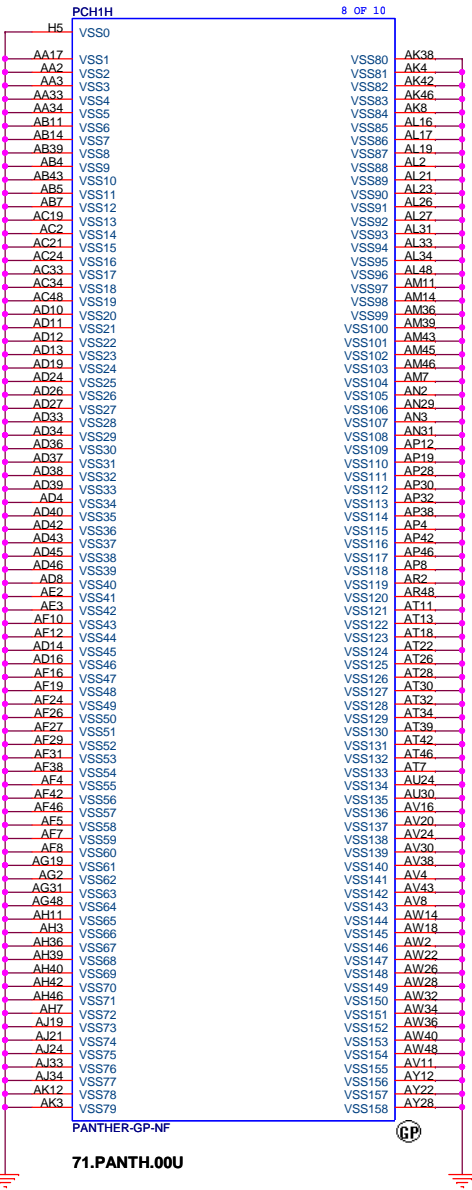 PCH1H 8 OF 10
H5 VSS0
AA17 VSS1 VSS80 AK38
AA2 VSS2 VSS81 AK4
AA3 VSS3 VSS82 AK42
AA33 VSS4 VSS83 AK46
AA34 VSS5 VSS84 AK8
AB11 VSS6 VSS85 AL16
AB14 VSS7 VSS86 AL17
AB39 VSS8 VSS87 AL19
AB4 VSS9 VSS88 AL2
AB43 VSS10 VSS89 AL21
AB5 VSS11 VSS90 AL23
AB7 VSS12 VSS91 AL26
AC19 VSS13 VSS92 AL27
AC2 VSS14 VSS93 AL31
AC21 VSS15 VSS94 AL33
AC24 VSS16 VSS95 AL34
AC33 VSS17 VSS96 AL48
AC34 VSS18 VSS97 AM11
AC48 VSS19 VSS98 AM14
AD10 VSS20 VSS99 AM36
AD11 VSS21 VSS100 AM39
AD12 VSS22 VSS101 AM43
AD13 VSS23 VSS102 AM45
AD19 VSS24 VSS103 AM46
AD24 VSS25 VSS104 AM7
AD26 VSS26 VSS105 AN2
AD27 VSS27 VSS106 AN29
AD33 VSS28 VSS107 AN3
AD34 VSS29 VSS108 AN31
AD36 VSS30 VSS109 AP12
AD37 VSS31 VSS110 AP19
AD38 VSS32 VSS111 AP28
AD39 VSS33 VSS112 AP30
AD4 VSS34 VSS113 AP32
AD40 VSS35 VSS114 AP38
AD42 VSS36 VSS115 AP4
AD43 VSS37 VSS116 AP42
AD45 VSS38 VSS117 AP46
AD46 VSS39 VSS118 AP8
AD8 VSS40 VSS119 AR2
AE2 VSS41 VSS120 AR48
AE3 VSS42 VSS121 AT11
AF10 VSS43 VSS122 AT13
AF12 VSS44 VSS123 AT18
AD14 VSS45 VSS124 AT22
AD16 VSS46 VSS125 AT26
AF16 VSS47 VSS126 AT28
AF19 VSS48 VSS127 AT30
AF24 VSS49 VSS128 AT32
AF26 VSS50 VSS129 AT34
AF27 VSS51 VSS130 AT39
AF29 VSS52 VSS131 AT42
AF31 VSS53 VSS132 AT46
AF38 VSS54 VSS133 AT7
AF4 VSS55 VSS134 AU24
AF42 VSS56 VSS135 AU30
AF46 VSS57 VSS136 AV16
AF5 VSS58 VSS137 AV20
AF7 VSS59 VSS138 AV24
AF8 VSS60 VSS139 AV30
AG19 VSS61 VSS140 AV38
AG2 VSS62 VSS141 AV4
AG31 VSS63 VSS142 AV43
AG48 VSS64 VSS143 AV8
AH11 VSS65 VSS144 AW14
AH3 VSS66 VSS145 AW18
AH36 VSS67 VSS146 AW2
AH39 VSS68 VSS147 AW22
AH40 VSS69 VSS148 AW26
AH42 VSS70 VSS149 AW28
AH46 VSS71 VSS150 AW32
AH7 VSS72 VSS151 AW34
AJ19 VSS73 VSS152 AW36
AJ21 VSS74 VSS153 AW40
AJ24 VSS75 VSS154 AW48
AJ33 VSS76 VSS155 AV11
AJ34 VSS77 VSS156 AY12
AK12 VSS78 VSS157 AY22
AK3 VSS79 VSS158 AY28
PANTHER-GP-NF GP
71.PANTH.00U